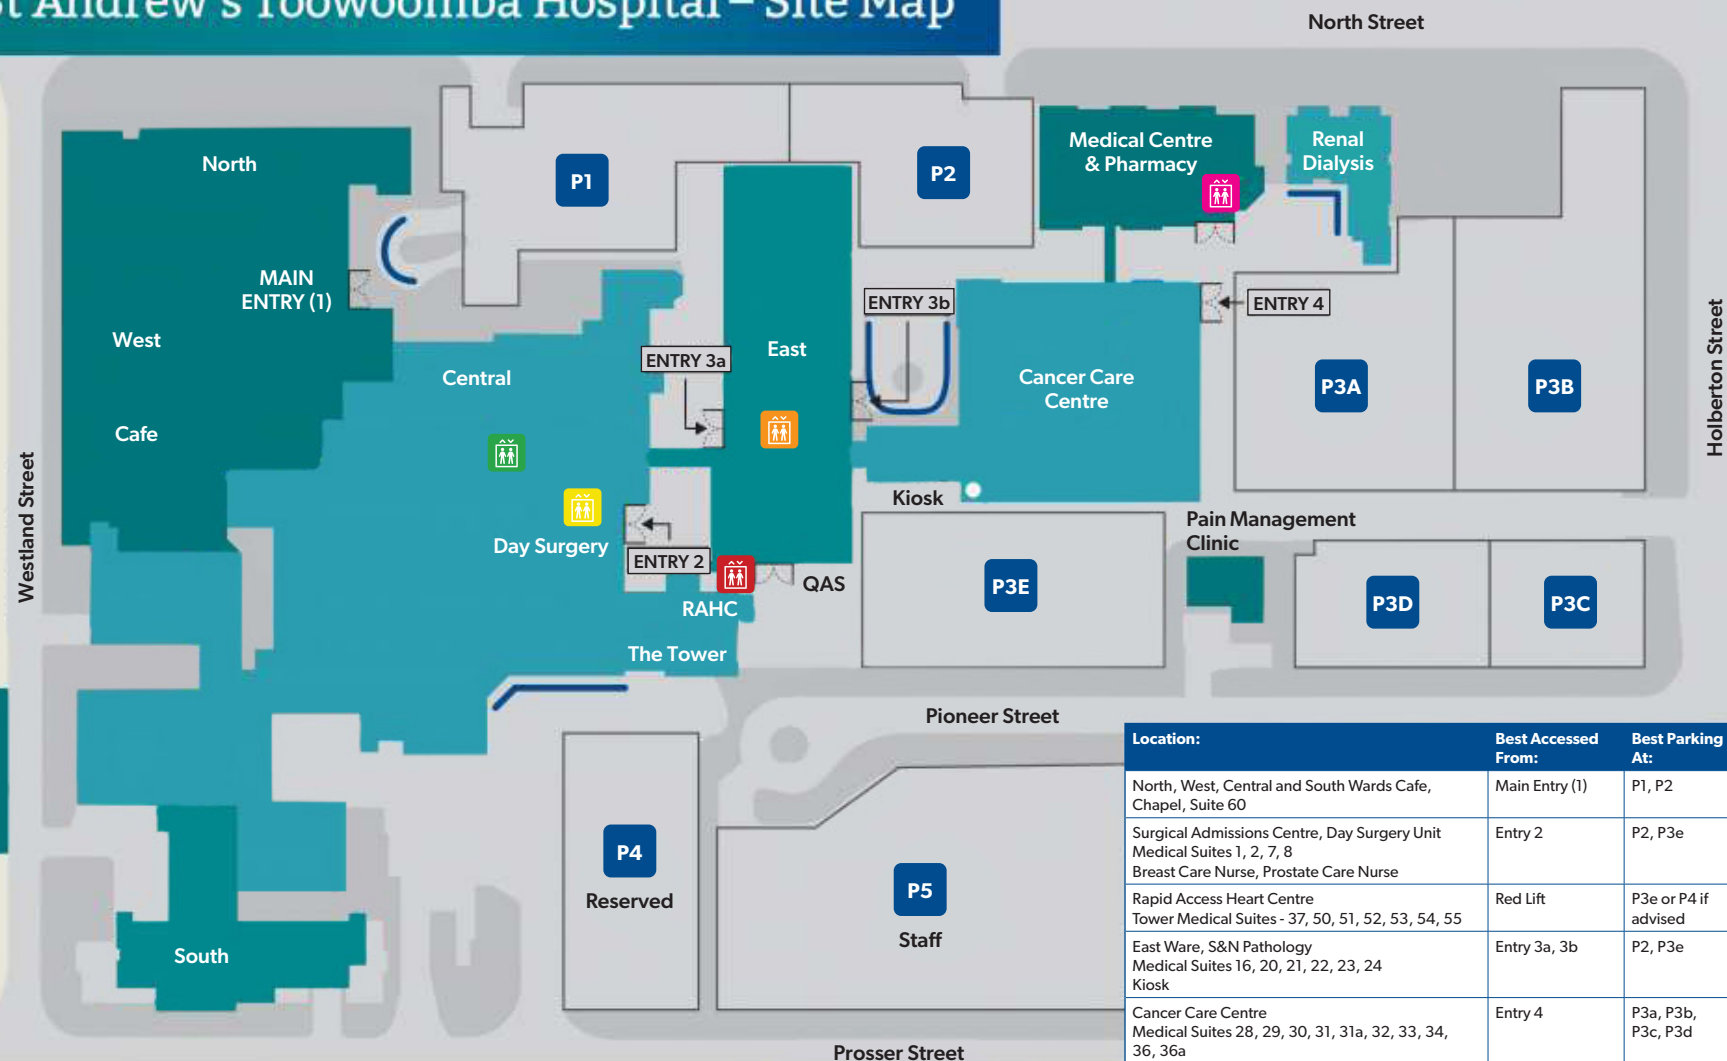 St Andrew's Toowoomba Hospital – Site Map
North Street
North
P1
P2
Medical Centre
& Pharmacy
Renal
Dialysis
MAIN
ENTRY (1)
ENTRY 3b
ENTRY 4
West
Central
ENTRY 3a
East
Cancer Care
Centre
P3A
P3B
Holberton Street
Cafe
Westland Street
Kiosk
Day Surgery
ENTRY 2
QAS
RAHC
The Tower
P3E
Pain Management
Clinic
P3D
P3C
Pioneer Street
P4
Reserved
P5
Staff
South
Prosser Street
Location: Best Accessed From: Best Parking At:
North, West, Central and South Wards Cafe, Main Entry (1) P1, P2
Chapel, Suite 60
Surgical Admissions Centre, Day Surgery Unit Entry 2 P2, P3e
Medical Suites 1, 2, 7, 8
Breast Care Nurse, Prostate Care Nurse
Rapid Access Heart Centre Red Lift P3e or P4 if
Tower Medical Suites - 37, 50, 51, 52, 53, 54, 55 advised
East Ware, S&N Pathology Entry 3a, 3b P2, P3e
Medical Suites 16, 20, 21, 22, 23, 24
Kiosk
Cancer Care Centre Entry 4 P3a, P3b,
Medical Suites 28, 29, 30, 31, 31a, 32, 33, 34, P3c, P3d
36, 36a